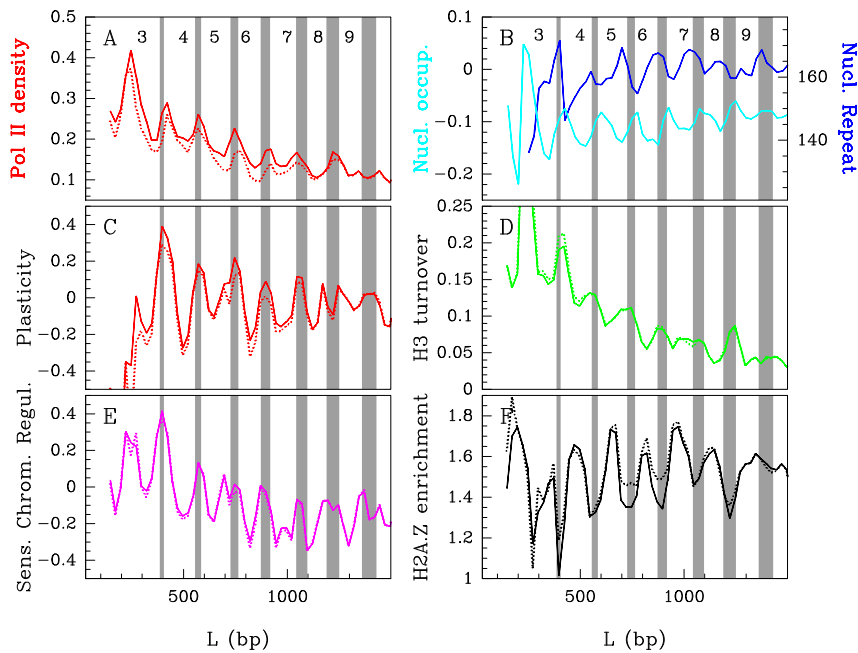 A 3 4 5 6 7 8 9
Pol II density
0.5
0.4
0.3
0.2
0.1
B 3 4 5 6 7 8 9
Nucl. occup.
0.1
0
-0.1
-0.2
Nucl. Repeat
160
140
C
Plasticity
0.4
0.2
0
-0.2
-0.4
D
H3 turnover
0.25
0.2
0.15
0.1
0.05
0
E
Sens. Chrom. Regul.
0.4
0.2
0
-0.2
-0.4
500 1000
L (bp)
F
H2A.Z enrichment
1.8
1.6
1.4
1.2
1
500 1000
L (bp)